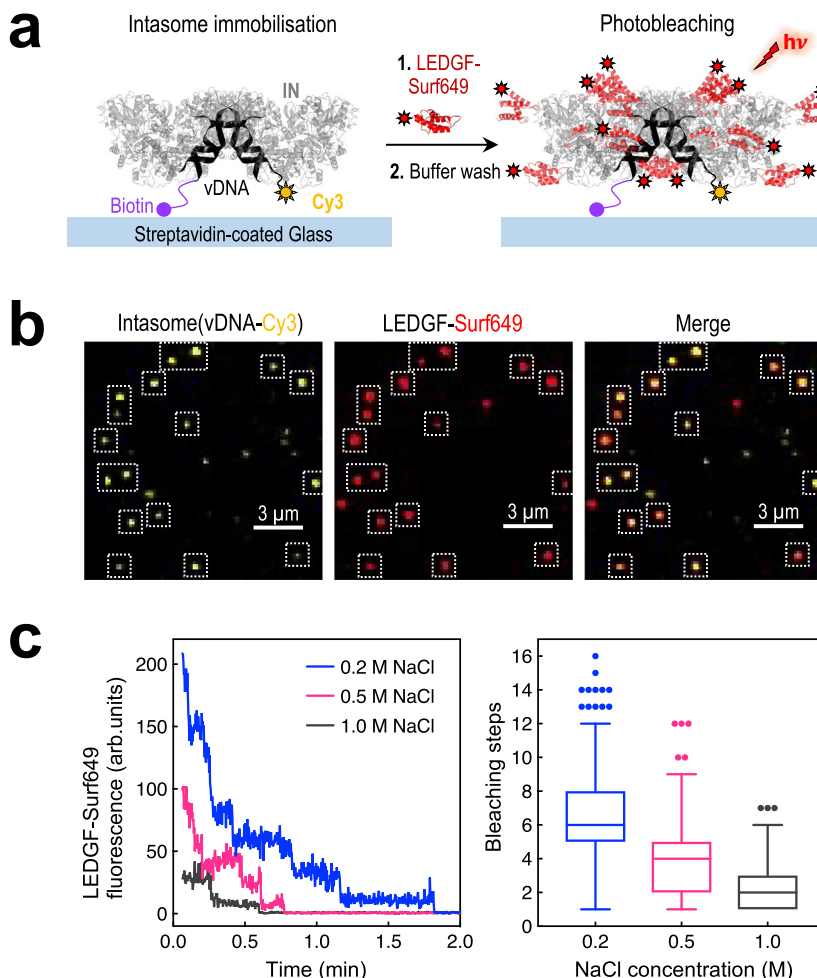 a
Intasome immobilisation
IN
vDNA
Biotin
Cy3
Streptavidin-coated Glass
1. LEDGF-
Surf649
2. Buffer wash
Photobleaching
hν
b
Intasome(vDNA-Cy3)
LEDGF-Surf649
Merge
3 µm
3 µm
3 µm
c
LEDGF-Surf649
fluorescence (arb.units)
200
150
100
50
0
0.2 M NaCl
0.5 M NaCl
1.0 M NaCl
0.0
0.5
1.0
1.5
2.0
Time (min)
Bleaching steps
16
14
12
10
8
6
4
2
0
0.2
0.5
1.0
NaCl concentration (M)